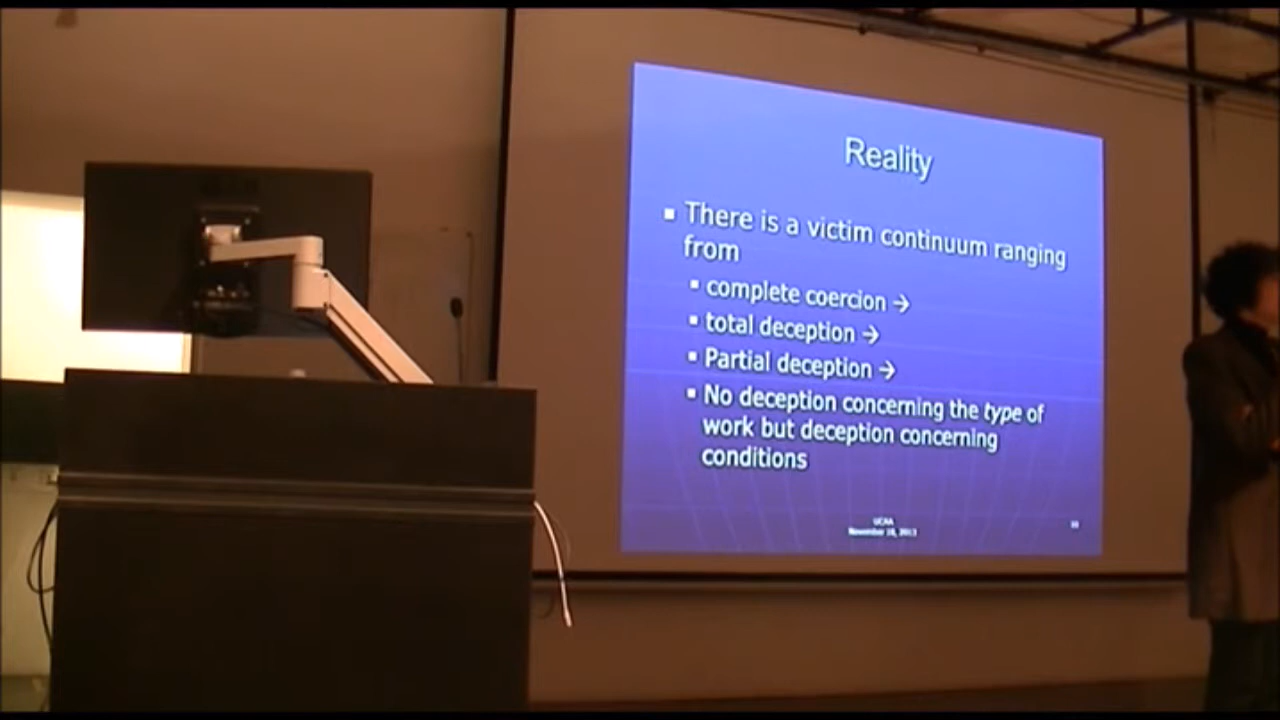 Reality
▪ There is a victim continuum ranging
from
▪ complete coercion →
▪ total deception →
▪ Partial deception →
▪ No deception concerning the type of
work but deception concerning
conditions
UCAA
November 18, 2013